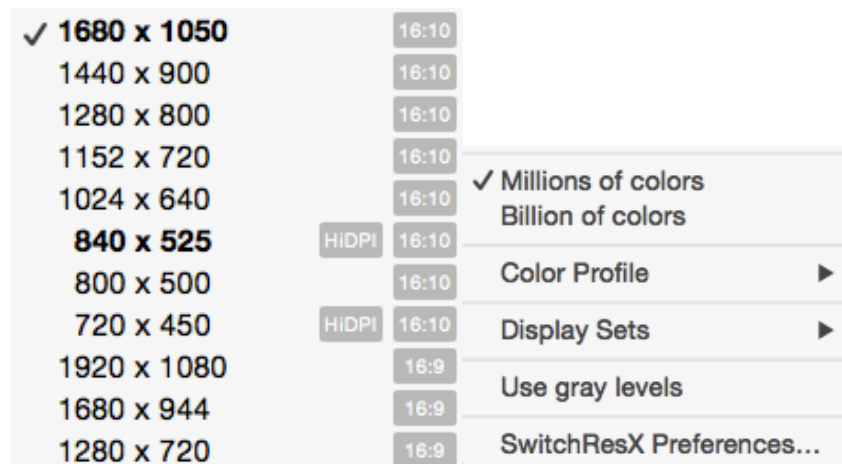 ✓ 1680 x 1050 16:10
1440 x 900 16:10
1280 x 800 16:10
1152 x 720 16:10
1024 x 640 16:10
840 x 525 HiDPI 16:10
800 x 500 16:10
720 x 450 HiDPI 16:10
1920 x 1080 16:9
1680 x 944 16:9
1280 x 720 16:9
✓ Millions of colors
Billion of colors
Color Profile ▶
Display Sets ▶
Use gray levels
SwitchResX Preferences...